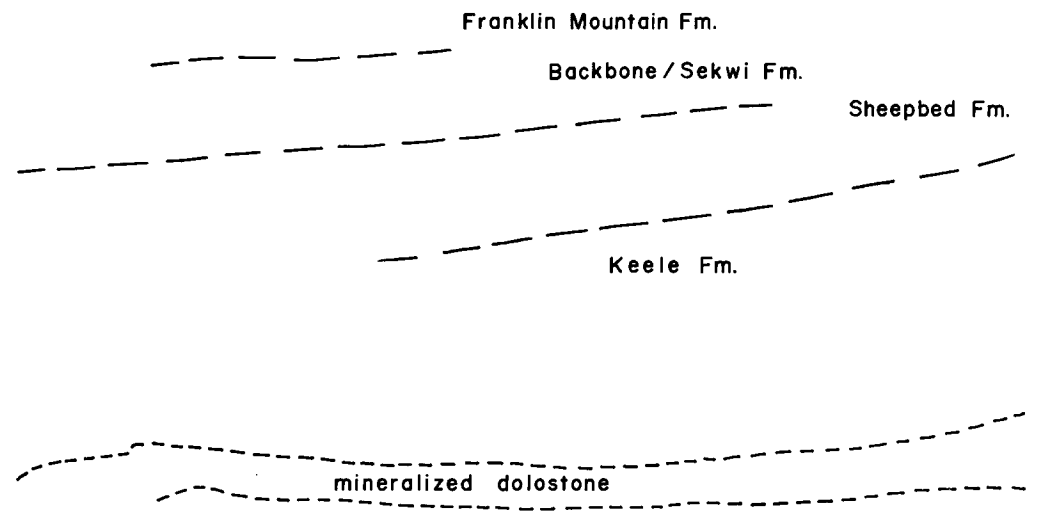 Franklin Mountain Fm.
Backbone/Sekwi Fm.
Sheepbed Fm.
Keele Fm.
mineralized dolostone